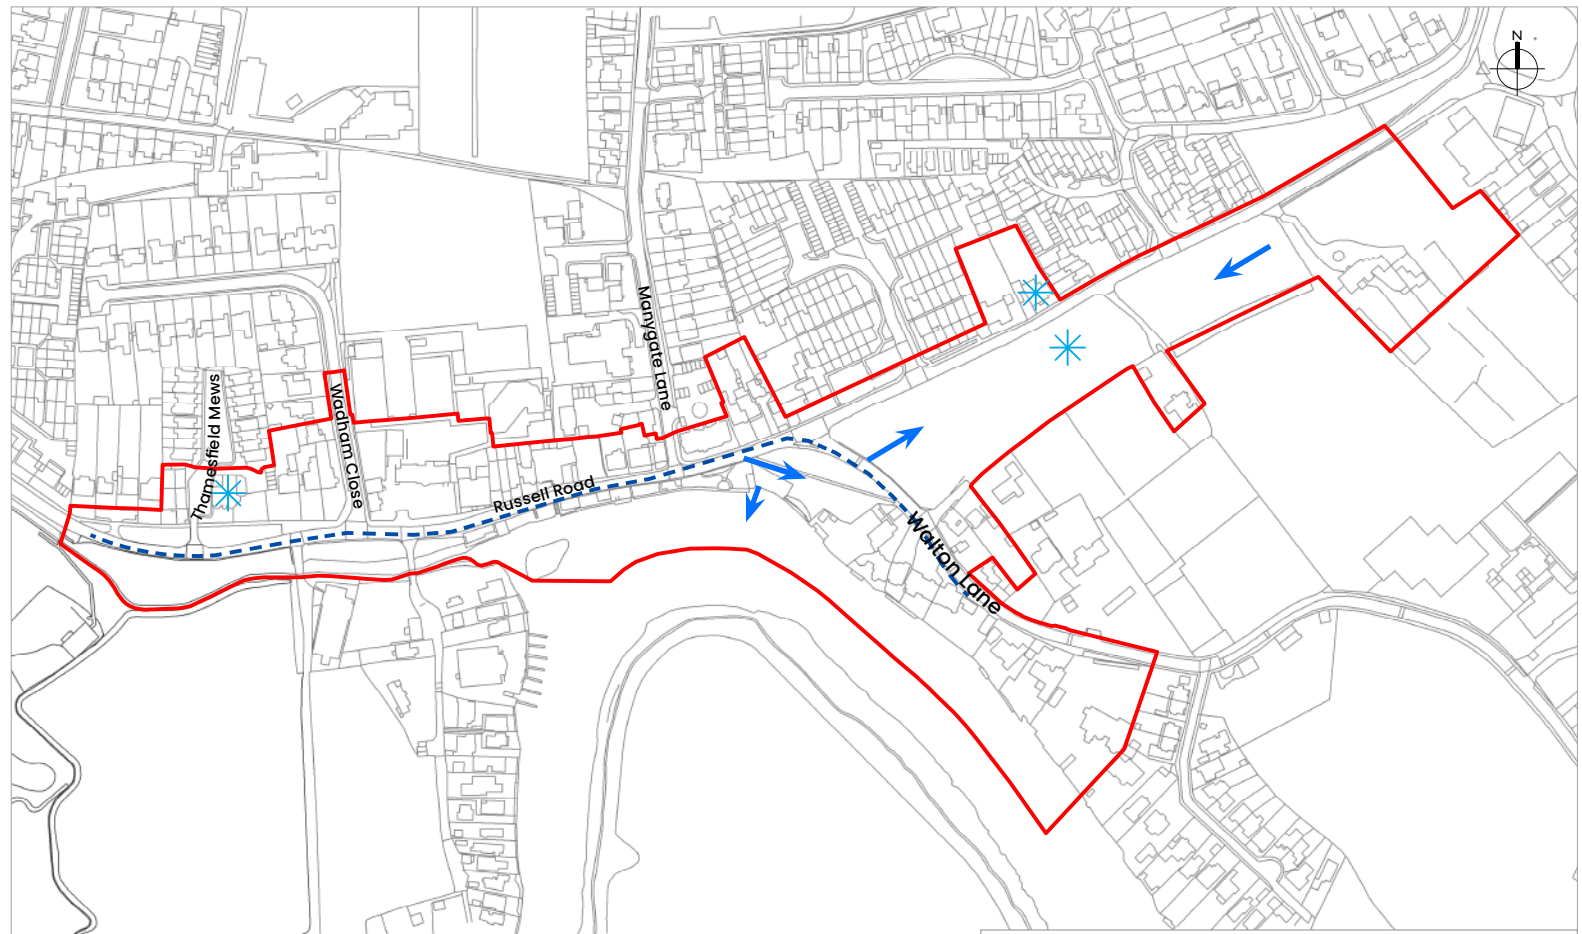 N
Manygate Lane
Thamesfield Mews
Wadham Close
Russell Road
Walton Lane